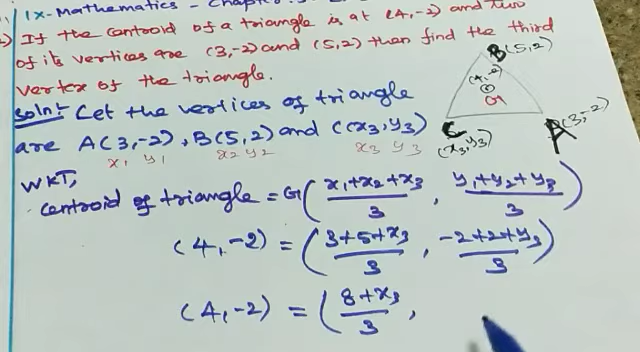 IX-Mathematics - Chapter
If the centroid of a triangle is at (4,-2) and two
of its vertices are (3,-2) and (5,2) then find the third
vertex of the triangle.
B(5,2)
(4,-2)
G
C
(x3,y3)
A(3,-2)
Soln:- Let the vertices of triangle
are A(3,-2), B(5,2) and C(x3,y3)
x1 y1 x2 y2 x3 y3
WKT,
centroid of triangle = G(x1+x2+x3/3, y1+y2+y3/3)
(4,-2) = (3+5+x3/3, -2+2+y3/3)
(4,-2) = (8+x3/3,